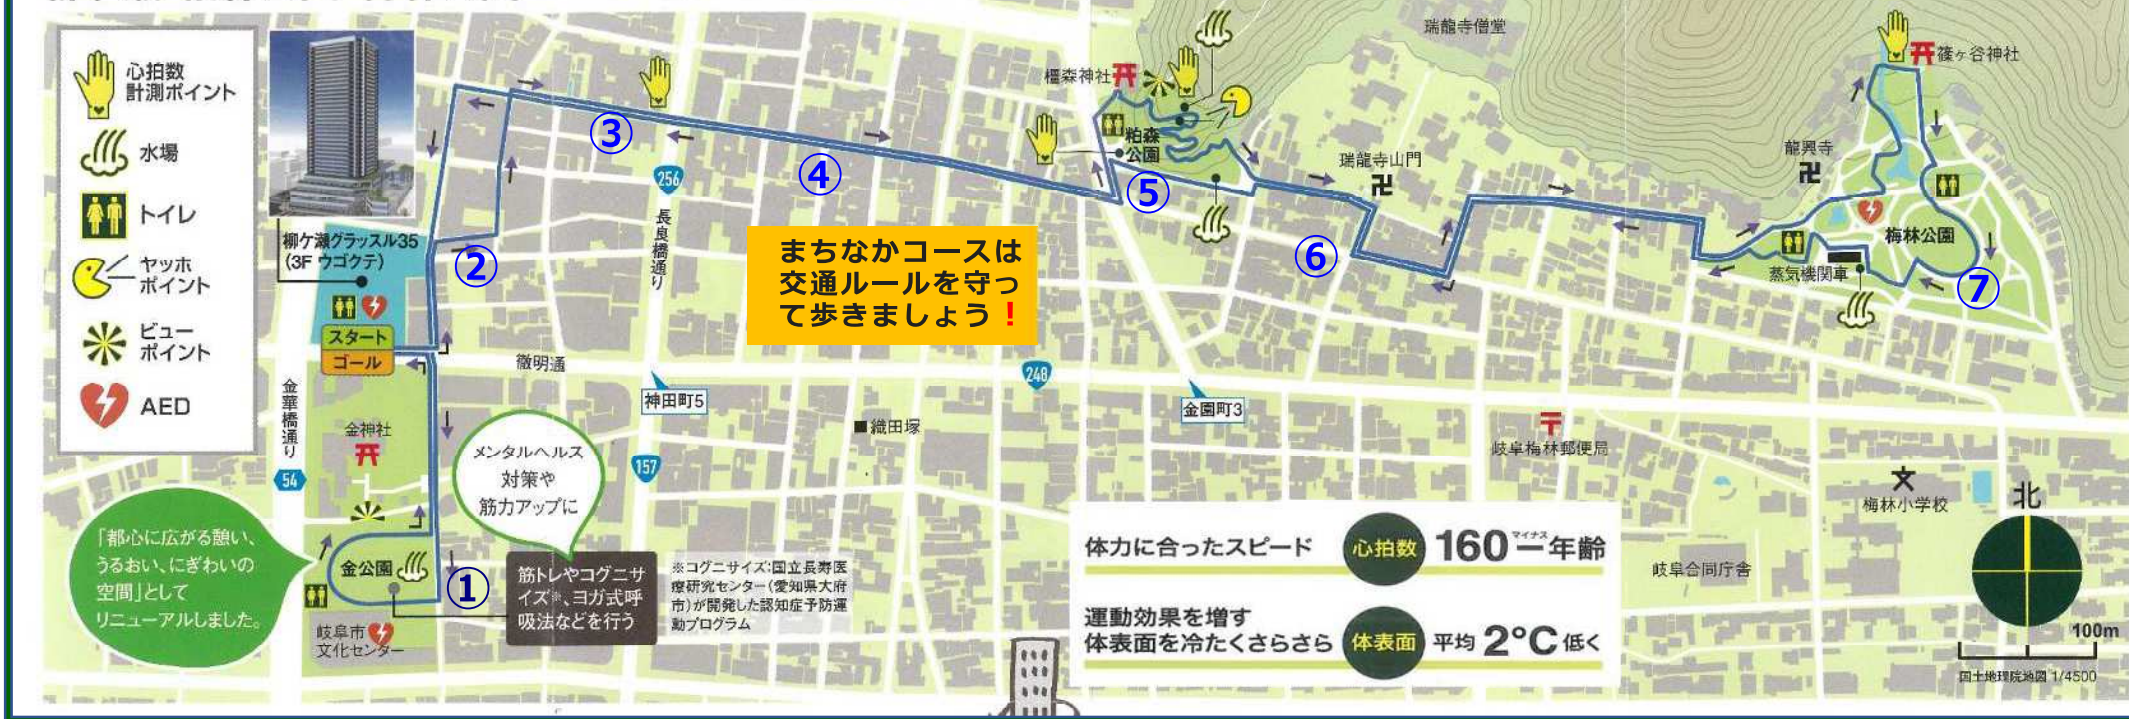 心拍数
計測ポイント
水場
トイレ
ヤッホ
ポイント
ビュー
ポイント
AED
柳ケ瀬グラッスル35
(3F ウゴクテ)
スタート
ゴール
金華橋通り
54
金神社
「都心に広がる憩い、
うるおい、にぎわいの
空間」として
リニューアルしました。
金公園
①
岐阜市
文化センター
②
③
256
長良橋通り
④
徹明通
神田町5
157
メンタルヘルス
対策や
筋力アップに
筋トレやコグニサ
イズ※、ヨガ式呼
吸法などを行う
※コグニサイズ:国立長寿医
療研究センター(愛知県大府
市)が開発した認知症予防運
動プログラム
まちなかコースは
交通ルールを守っ
て歩きましょう！
織田塚
248
金園町3
橿森神社
粕森
公園
⑤
瑞龍寺僧堂
瑞龍寺山門
⑥
龍興寺
篠ヶ谷神社
梅林公園
蒸気機関車
⑦
岐阜梅林郵便局
梅林小学校
岐阜合同庁舎
体力に合ったスピード 心拍数 160マイナス年齢
運動効果を増す
体表面を冷たくさらさら 体表面 平均 2°C 低く
北
100m
国土地理院地図 1/4500